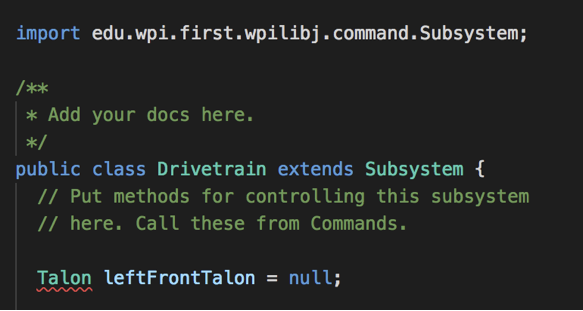 import edu.wpi.first.wpilibj.command.Subsystem;
/**
* Add your docs here.
*/
public class Drivetrain extends Subsystem {
// Put methods for controlling this subsystem
// here. Call these from Commands.
Talon leftFrontTalon = null;